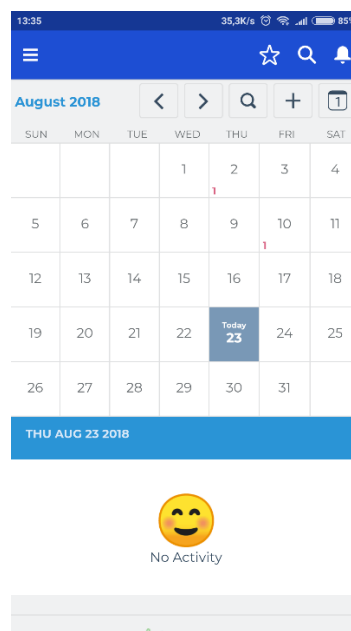 13:35 35,3K/s 85%
August 2018 1
SUN MON TUE WED THU FRI SAT
1 2 3 4
1
5 6 7 8 9 10 11
1
12 13 14 15 16 17 18
19 20 21 22 Today 23 24 25
26 27 28 29 30 31
THU AUG 23 2018
No Activity